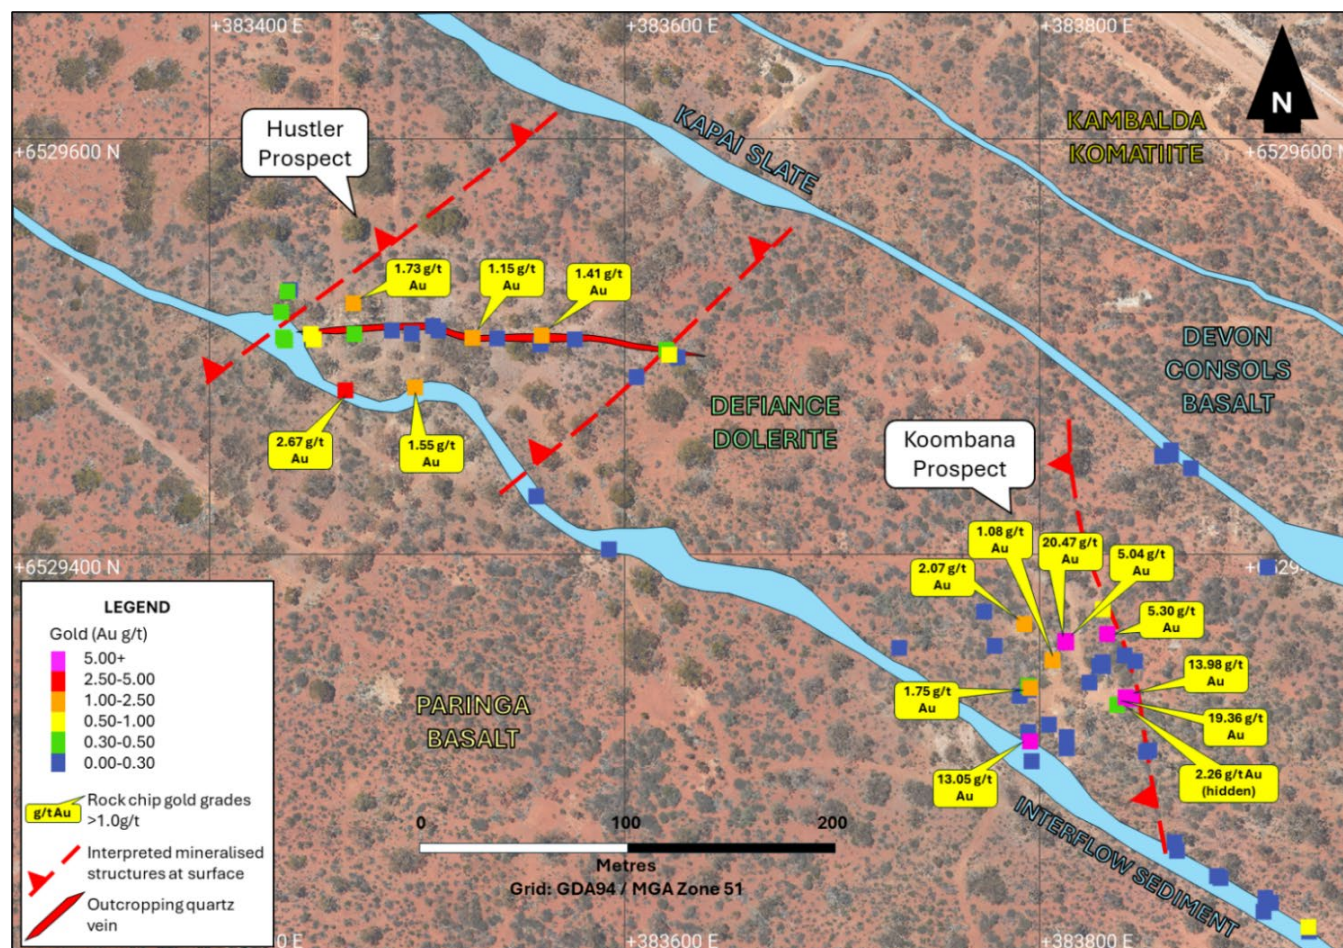 +383400 E
+383600 E
+383800 E
N
Hustler
Prospect
KAPAI SLATE
KAMBALDA
KOMATIITE
+6529600 N
+6529600 N
1.73 g/t
Au
1.15 g/t
Au
1.41 g/t
Au
2.67 g/t
Au
1.55 g/t
Au
DEFIANCE
DOLERITE
DEVON
CONSOLS
BASALT
Koombana
Prospect
+6529400 N
1.08 g/t
Au
20.47 g/t
Au
5.04 g/t
Au
2.07 g/t
Au
5.30 g/t
Au
13.98 g/t
Au
1.75 g/t
Au
19.36 g/t
Au
2.26 g/t Au
(hidden)
13.05 g/t
Au
PARINGA
BASALT
INTERFLOW SEDIMENT
LEGEND
Gold (Au g/t)
5.00+
2.50-5.00
1.00-2.50
0.50-1.00
0.30-0.50
0.00-0.30
g/t Au
Rock chip gold grades
>1.0g/t
Interpreted mineralised
structures at surface
Outcropping quartz
vein
0 100 200
Metres
Grid: GDA94 / MGA Zone 51
+383600 E
+383800 E